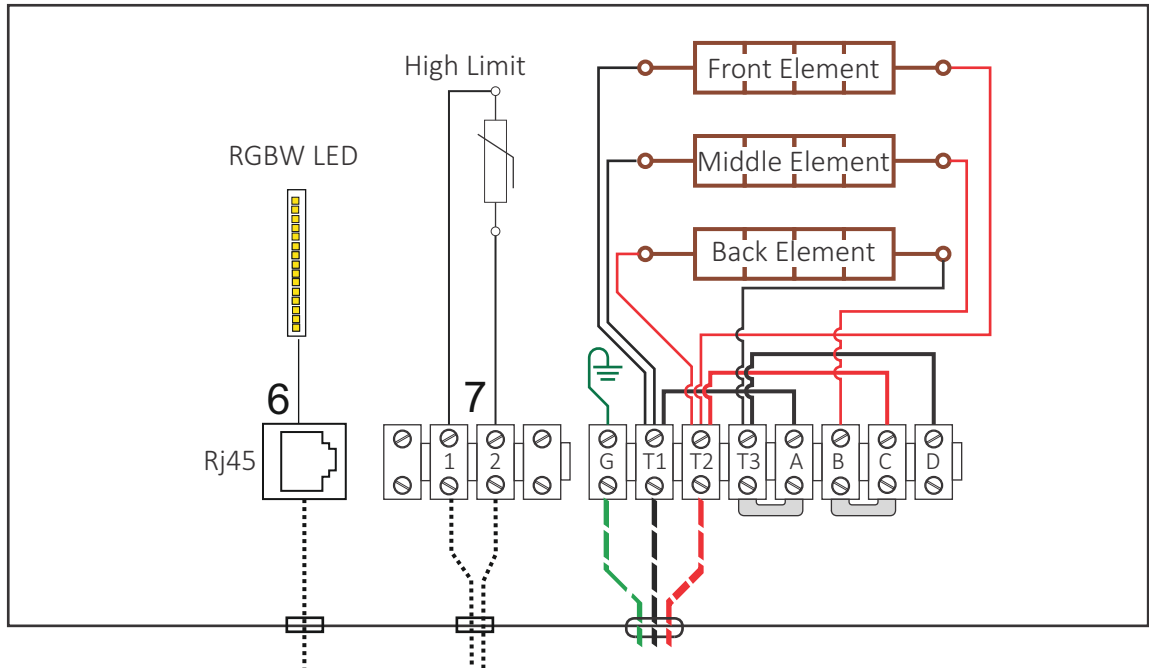 High Limit
Front Element
RGBW LED
Middle Element
Back Element
6
7
Rj45
1
2
G
T1
T2
T3
A
B
C
D